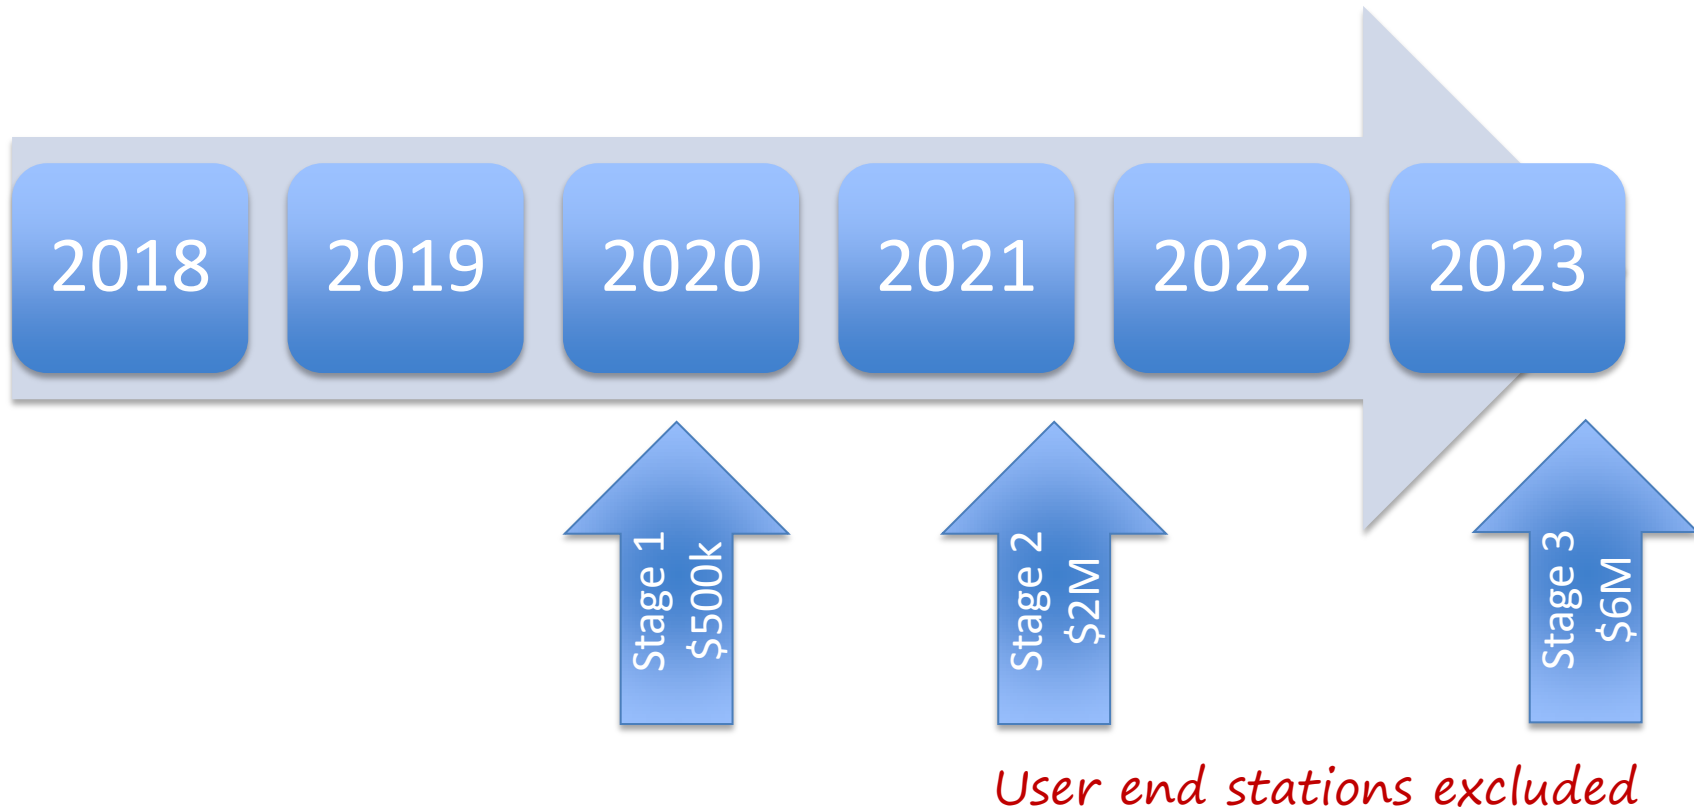 2018
2019
2020
2021
2022
2023
Stage 1
$500k
Stage 2
$2M
Stage 3
$6M
User end stations excluded